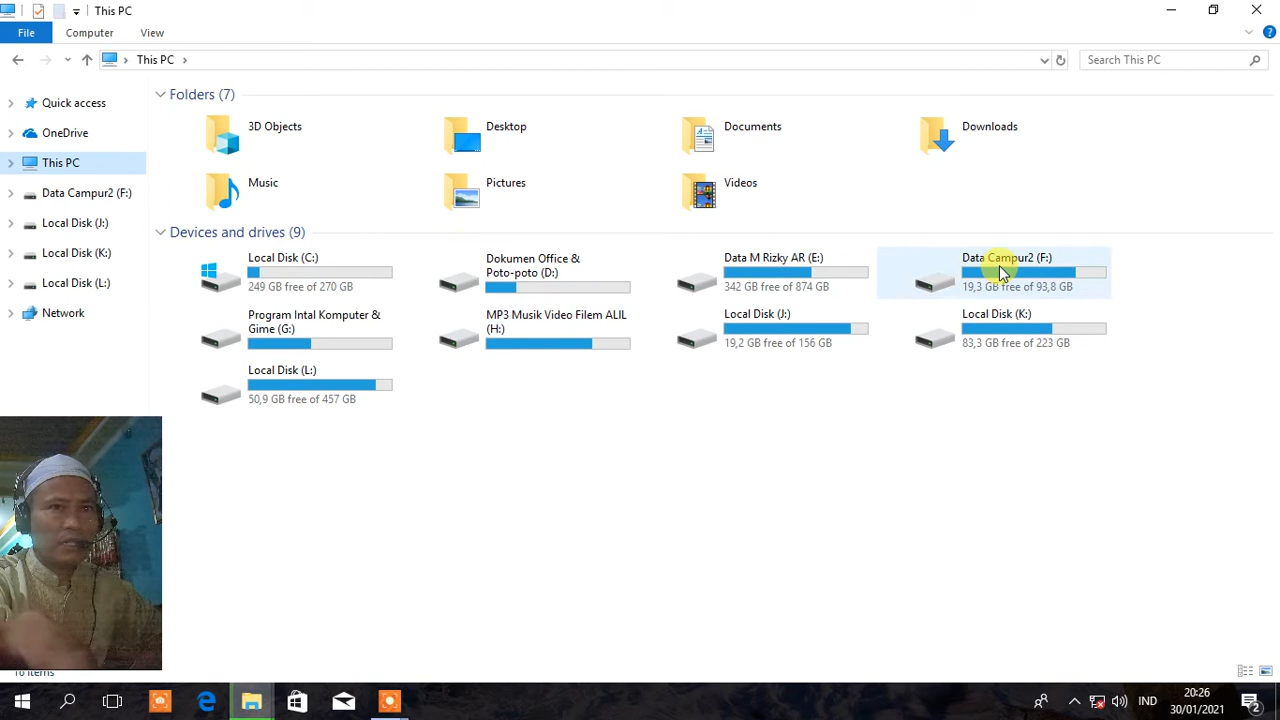 This PC
File
Computer
View
This PC
Search This PC
Quick access
OneDrive
This PC
Data Campur2 (F:)
Local Disk (J:)
Local Disk (K:)
Local Disk (L:)
Network
Folders (7)
3D Objects
Desktop
Documents
Downloads
Music
Pictures
Videos
Devices and drives (9)
Local Disk (C:)
249 GB free of 270 GB
Dokumen Office &
Poto-poto (D:)
Data M Rizky AR (E:)
342 GB free of 874 GB
Data Campur2 (F:)
19,3 GB free of 93,8 GB
Program Intal Komputer &
Gime (G:)
MP3 Musik Video Filem ALIL
(H:)
Local Disk (J:)
19,2 GB free of 156 GB
Local Disk (K:)
83,3 GB free of 223 GB
Local Disk (L:)
50,9 GB free of 457 GB
16 items
IND
20:26
30/01/2021
2